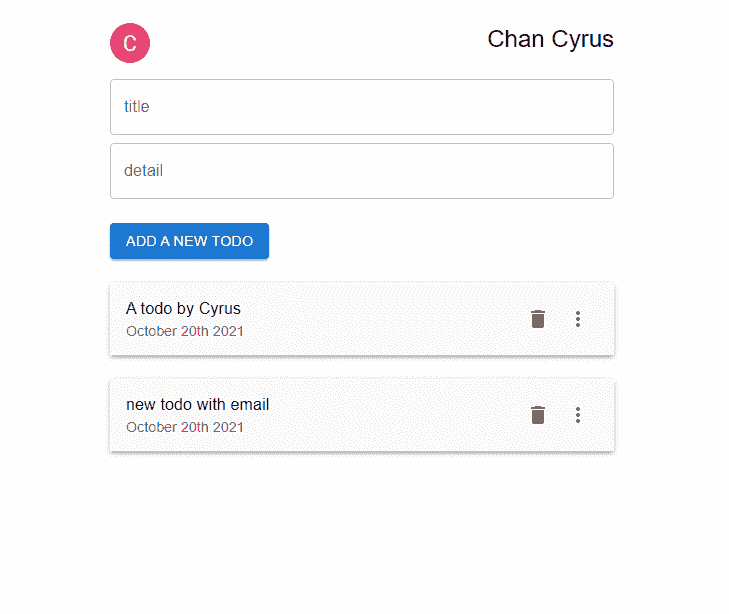 C
Chan Cyrus
title
detail
ADD A NEW TODO
A todo by Cyrus
October 20th 2021
new todo with email
October 20th 2021